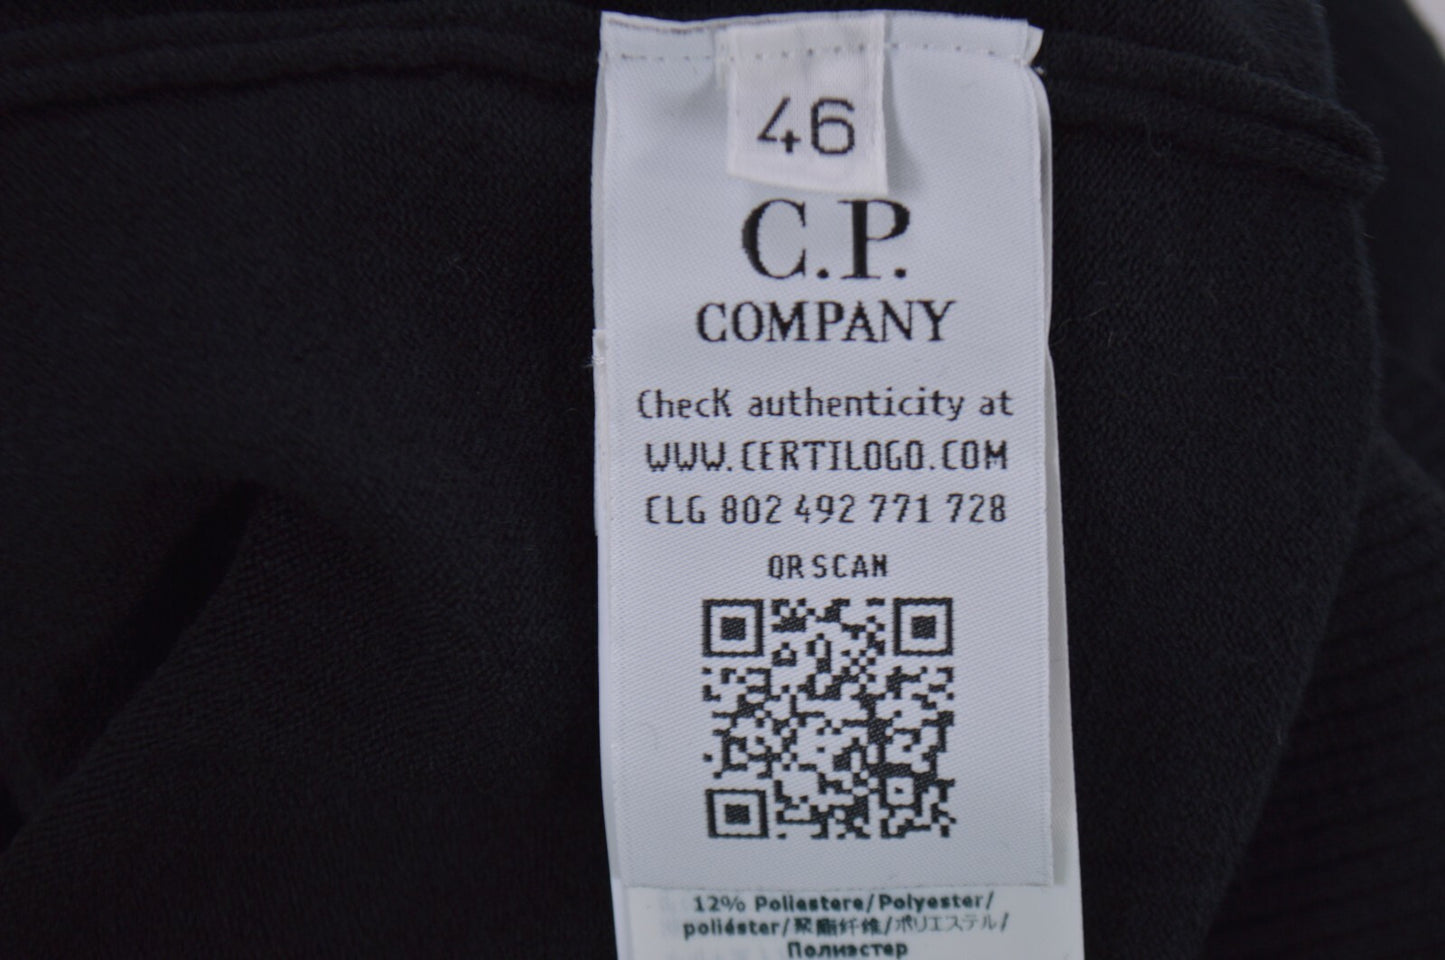 46
C.P.
COMPANY
Check authenticity at
WWW.CERTILOGO.COM
CLG 802 492 771 728
OR SCAN
12% Poliestere/Polyester/
poliéster/聚酯纤维/ポリエステル/
Полиэстер